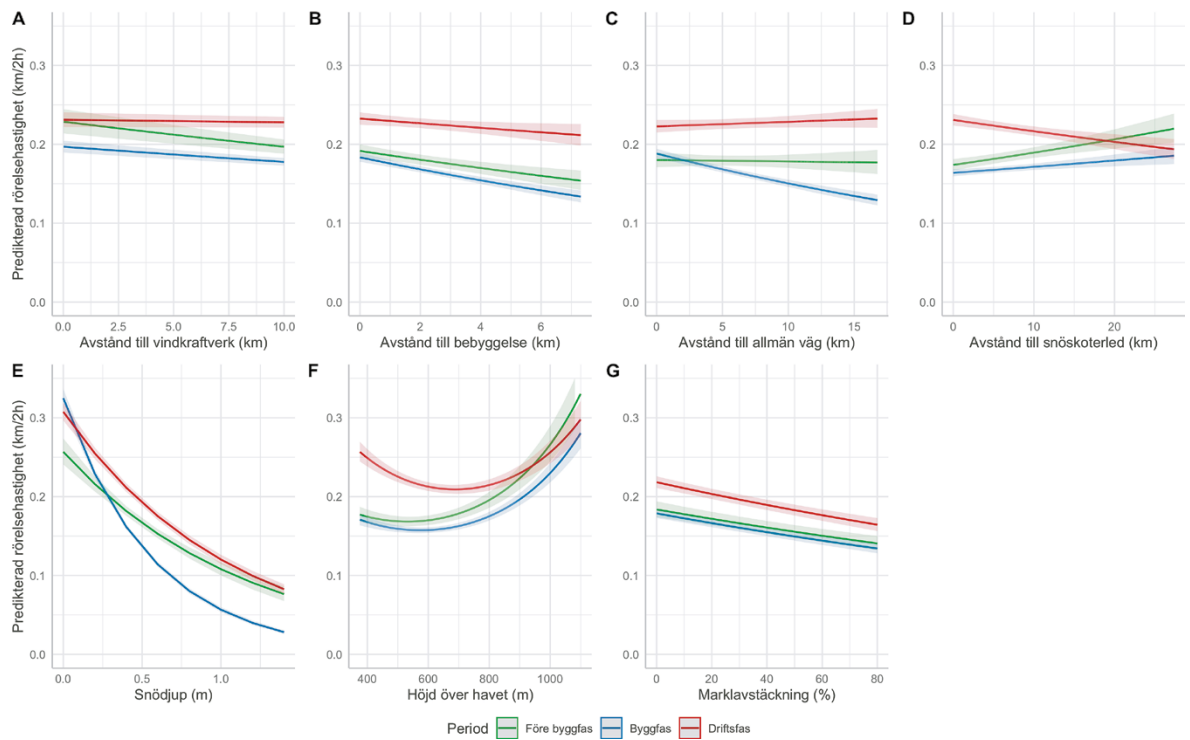 A
B
C
D
Predikterad rörelsehastighet (km/2h)
0.3
0.2
0.1
0.0
0.0 2.5 5.0 7.5 10.0
Avstånd till vindkraftverk (km)
0.3
0.2
0.1
0.0
0 2 4 6
Avstånd till bebyggelse (km)
0.3
0.2
0.1
0.0
0 5 10 15
Avstånd till allmän väg (km)
0.3
0.2
0.1
0.0
0 10 20
Avstånd till snöskoterled (km)
E
F
G
Predikterad rörelsehastighet (km/2h)
0.3
0.2
0.1
0.0
0.0 0.5 1.0
Snödjup (m)
0.3
0.2
0.1
0.0
400 600 800 1000
Höjd över havet (m)
0.3
0.2
0.1
0.0
0 20 40 60 80
Marklavstäckning (%)
Period Före byggfas Byggfas Driftsfas